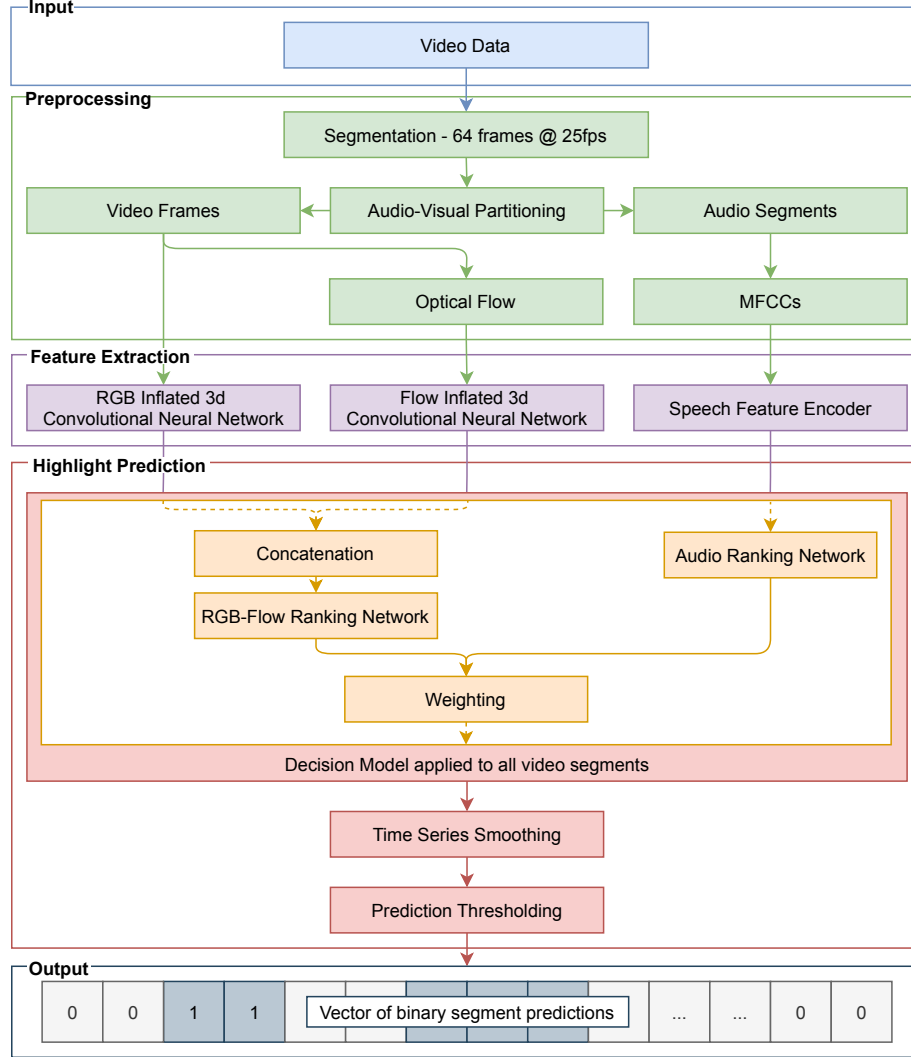 Input
Video Data
Preprocessing
Segmentation - 64 frames @ 25fps
Video Frames
Audio-Visual Partitioning
Audio Segments
Optical Flow
MFCCs
Feature Extraction
RGB Inflated 3d
Convolutional Neural Network
Flow Inflated 3d
Convolutional Neural Network
Speech Feature Encoder
Highlight Prediction
Concatenation
Audio Ranking Network
RGB-Flow Ranking Network
Weighting
Decision Model applied to all video segments
Time Series Smoothing
Prediction Thresholding
Output
0 0 1 1 Vector of binary segment predictions ... ... 0 0